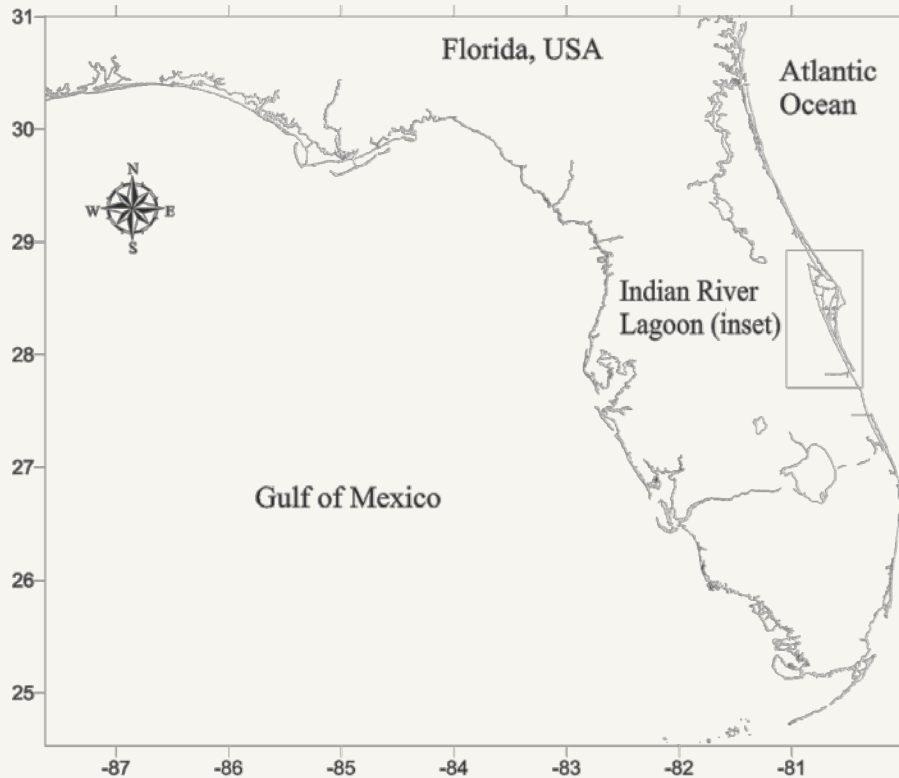 31
Florida, USA
Atlantic
Ocean
30
N
W E
S
29
Indian River
Lagoon (inset)
28
27
Gulf of Mexico
26
25
-87 -86 -85 -84 -83 -82 -81